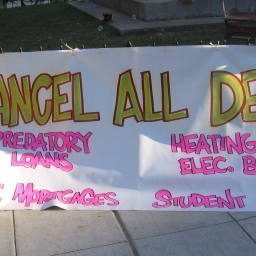 ANCEL ALL DE
PREDATORY HEATING
LOANS ELEC. B
MORTGAGES STUDENT